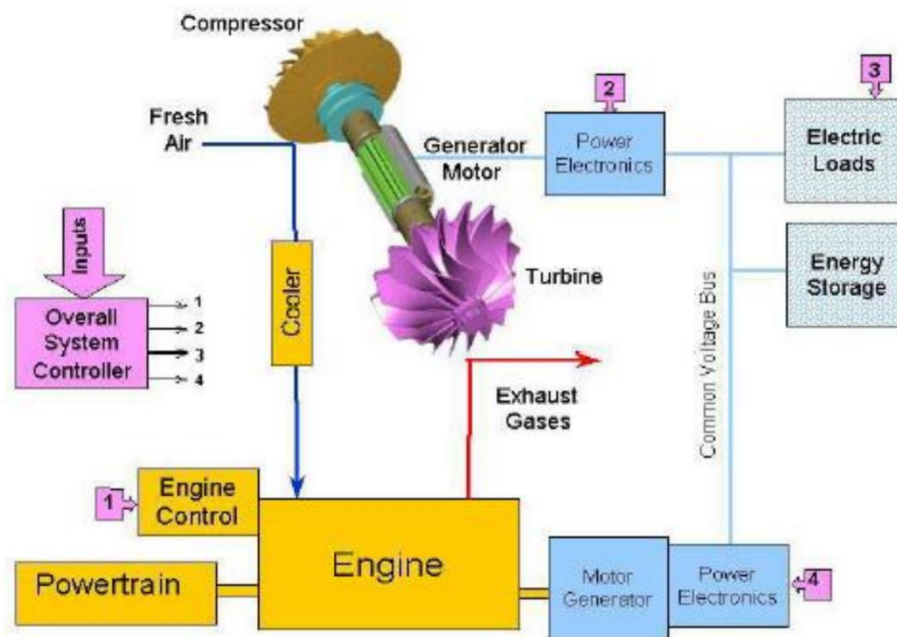 Compressor
Fresh
Air
Generator
Motor
2
Power
Electronics
3
Electric
Loads
Inputs
Overall
System
Controller
1
2
3
4
Cooler
Turbine
Energy
Storage
Common Voltage Bus
Exhaust
Gases
1
Engine
Control
Engine
Powertrain
Motor
Generator
Power
Electronics
4